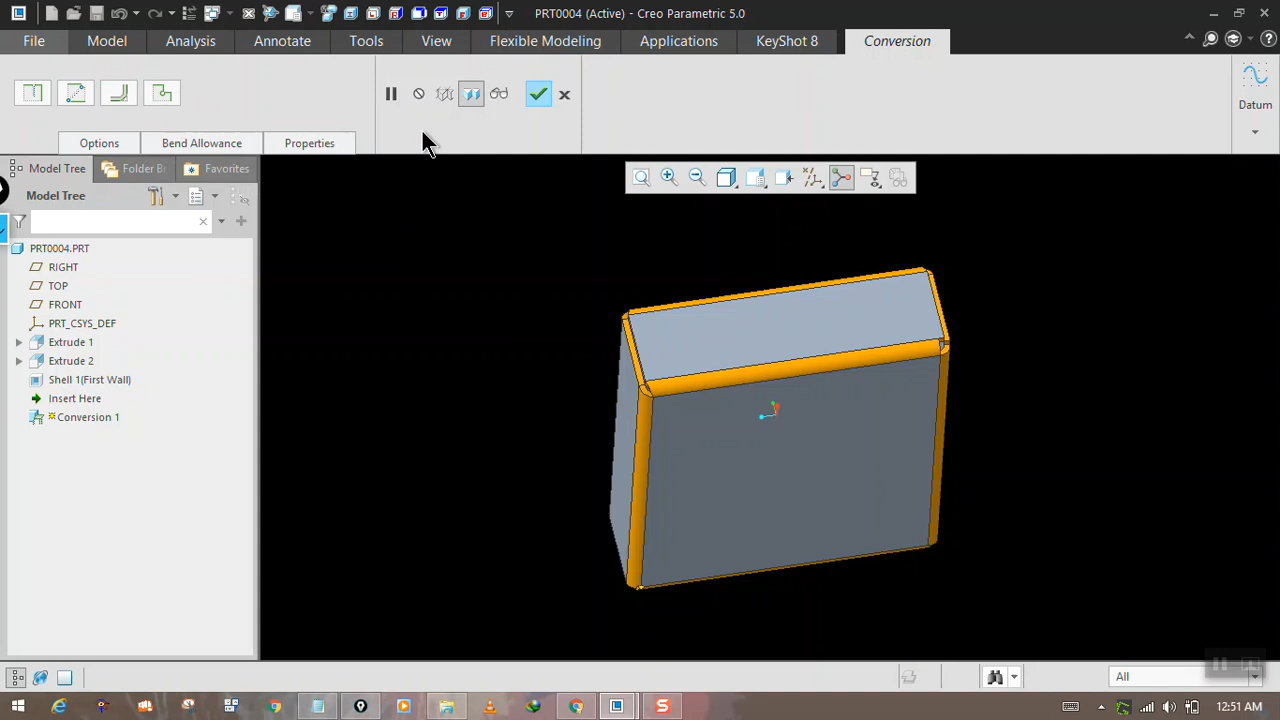 PRT0004 (Active) - Creo Parametric 5.0
File Model Analysis Annotate Tools View Flexible Modeling Applications KeyShot 8 Conversion
Datum
Options Bend Allowance Properties
Model Tree Folder B Favorites
Model Tree
PRT0004.PRT
RIGHT
TOP
FRONT
PRT_CSYS_DEF
Extrude 1
Extrude 2
Shell 1(First Wall)
Insert Here
Conversion 1
All
12:51 AM